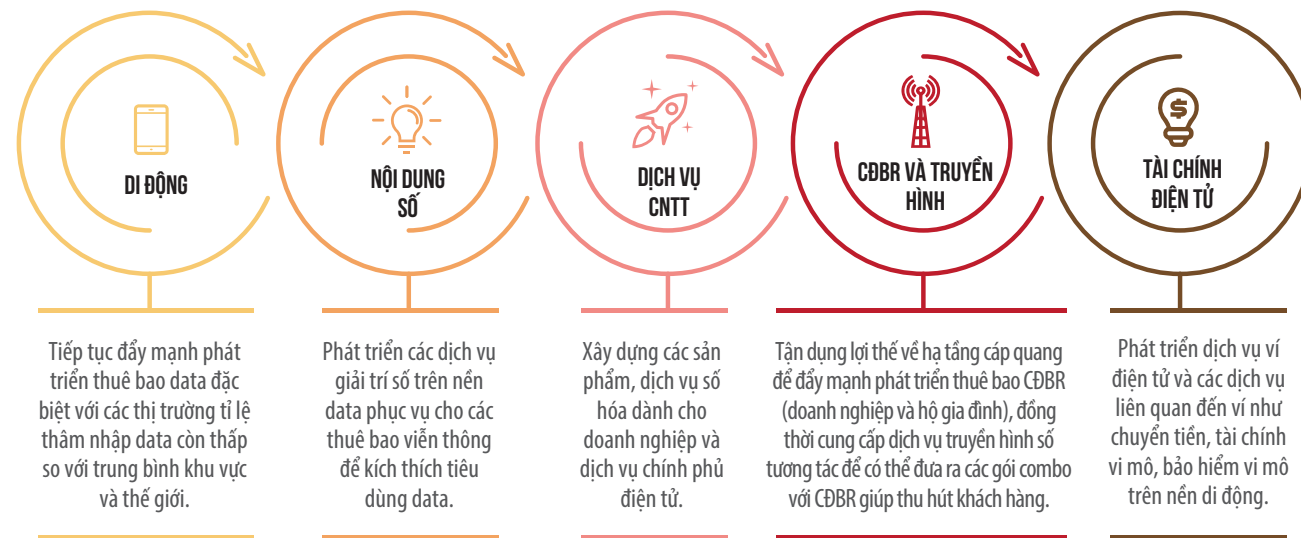 DI ĐỘNG
Tiếp tục đẩy mạnh phát
triển thuê bao data đặc
biệt với các thị trường tỉ lệ
thâm nhập data còn thấp
so với trung bình khu vực
và thế giới.
NỘI DUNG
SỐ
Phát triển các dịch vụ
giải trí số trên nền
data phục vụ cho các
thuê bao viễn thông
để kích thích tiêu
dùng data.
DỊCH VỤ
CNTT
Xây dựng các sản
phẩm, dịch vụ số
hóa dành cho
doanh nghiệp và
dịch vụ chính phủ
điện tử.
CĐBR VÀ TRUYỀN
HÌNH
Tận dụng lợi thế về hạ tầng cáp quang
để đẩy mạnh phát triển thuê bao CĐBR
(doanh nghiệp và hộ gia đình), đồng
thời cung cấp dịch vụ truyền hình số
tương tác để có thể đưa ra các gói combo
với CĐBR giúp thu hút khách hàng.
$
TÀI CHÍNH
ĐIỆN TỬ
Phát triển dịch vụ ví
điện tử và các dịch vụ
liên quan đến ví như
chuyển tiền, tài chính
vi mô, bảo hiểm vi mô
trên nền di động.